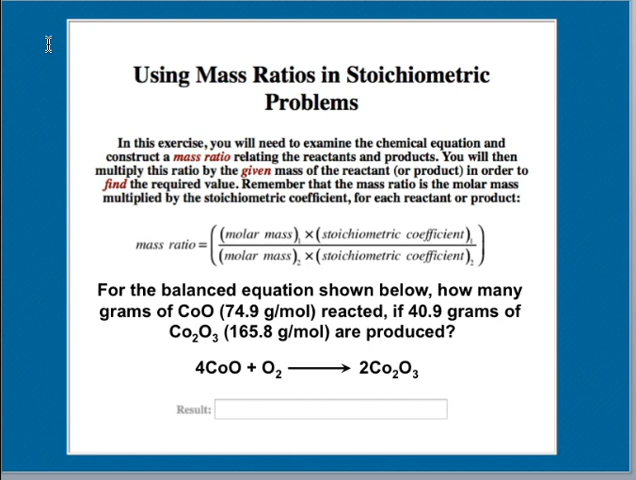 Using Mass Ratios in Stoichiometric
Problems
In this exercise, you will need to examine the chemical equation and
construct a mass ratio relating the reactants and products. You will then
multiply this ratio by the given mass of the reactant (or product) in order to
find the required value. Remember that the mass ratio is the molar mass
multiplied by the stoichiometric coefficient, for each reactant or product:
mass ratio = ( (molar mass)₁ × (stoichiometric coefficient)₁ / (molar mass)₂ × (stoichiometric coefficient)₂ )
For the balanced equation shown below, how many
grams of CoO (74.9 g/mol) reacted, if 40.9 grams of
Co₂O₃ (165.8 g/mol) are produced?
4CoO + O₂ ⟶ 2Co₂O₃
Result: